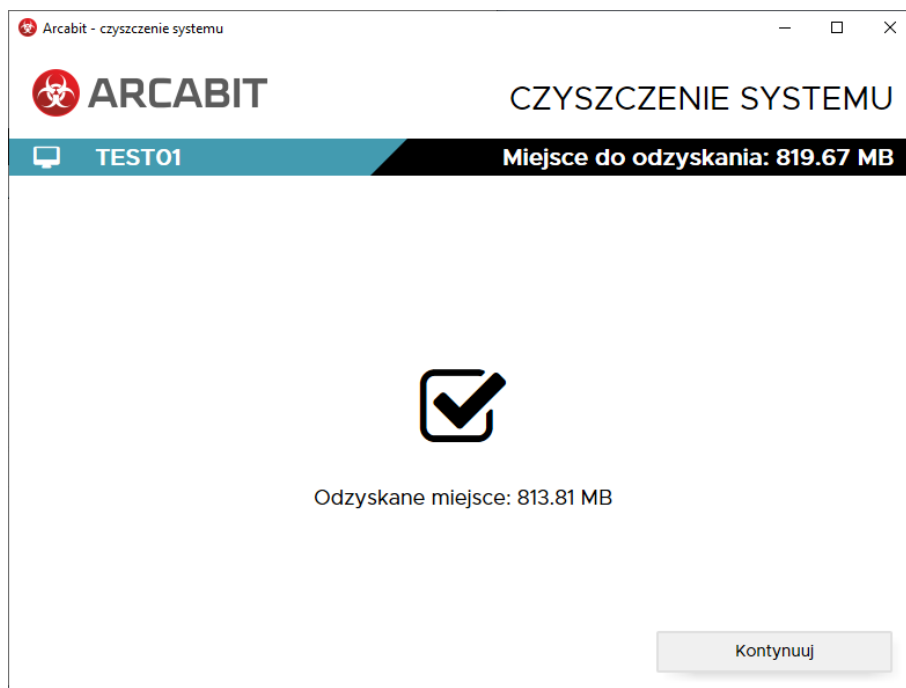 Arcabit - czyszczenie systemu
ARCABIT
CZYSZCZENIE SYSTEMU
TEST01
Miejsce do odzyskania: 819.67 MB
Odzyskane miejsce: 813.81 MB
Kontynuuj